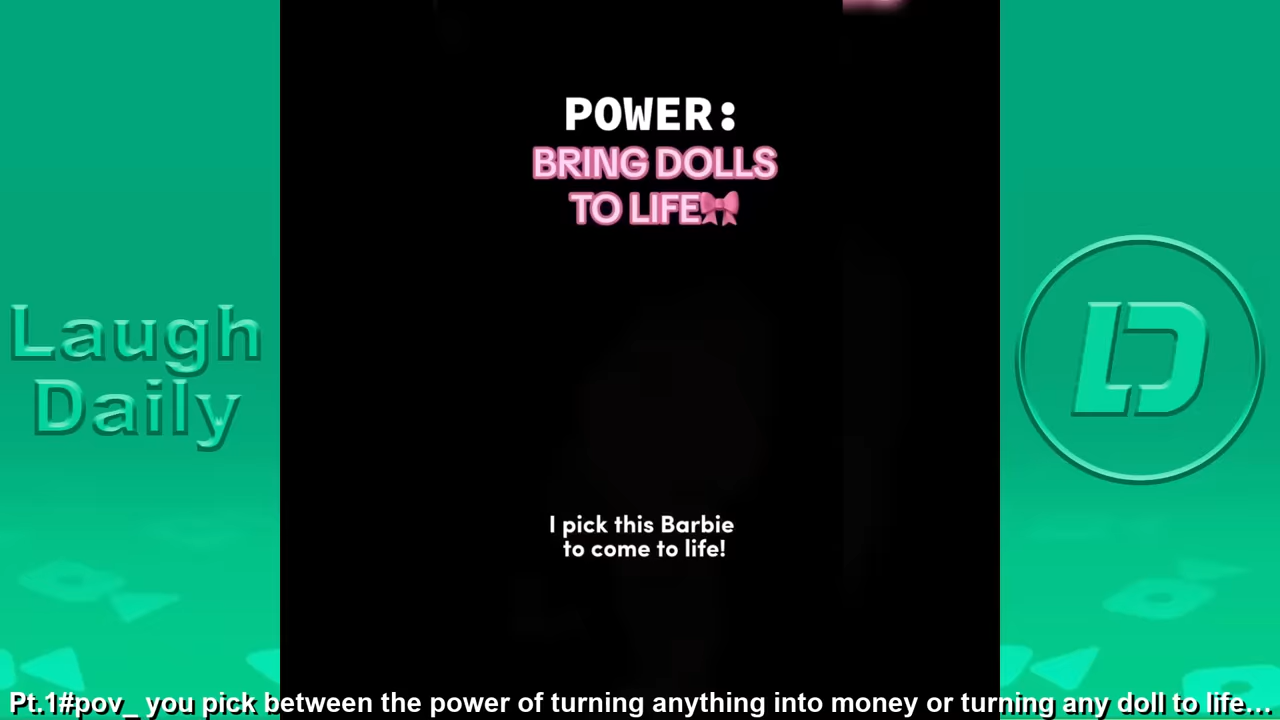 POWER:
BRING DOLLS
TO LIFE🎀
Laugh
Daily
LD
I pick this Barbie
to come to life!
Pt.1#pov_ you pick between the power of turning anything into money or turning any doll to life...